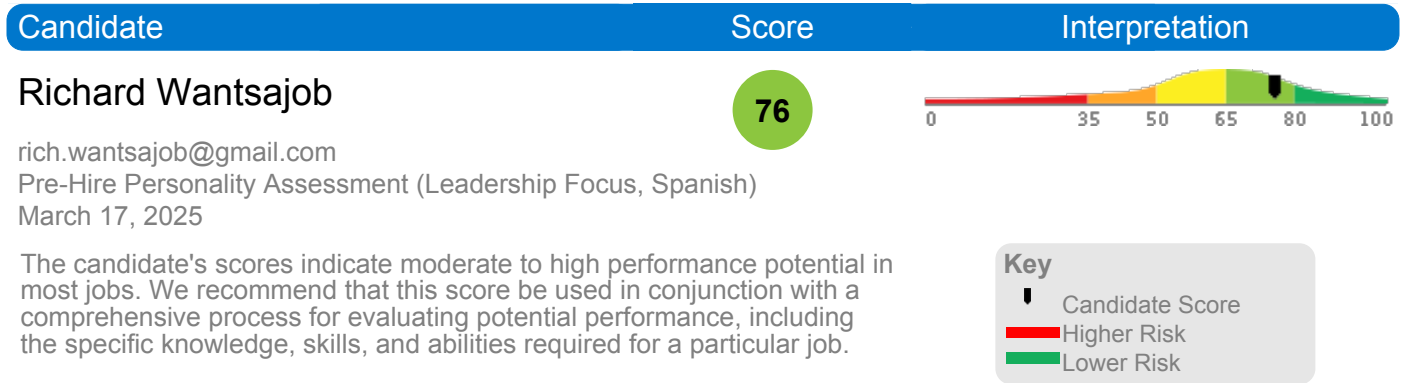 Candidate Score Interpretation
Richard Wantsajob
76
0 35 50 65 80 100
rich.wantsajob@gmail.com
Pre-Hire Personality Assessment (Leadership Focus, Spanish)
March 17, 2025
The candidate's scores indicate moderate to high performance potential in
most jobs. We recommend that this score be used in conjunction with a
comprehensive process for evaluating potential performance, including
the specific knowledge, skills, and abilities required for a particular job.
Key
Candidate Score
Higher Risk
Lower Risk